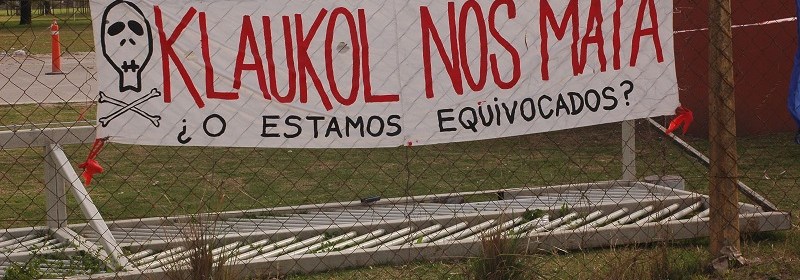 KLAUKOL NOS MATA
¿O ESTAMOS EQUIVOCADOS?